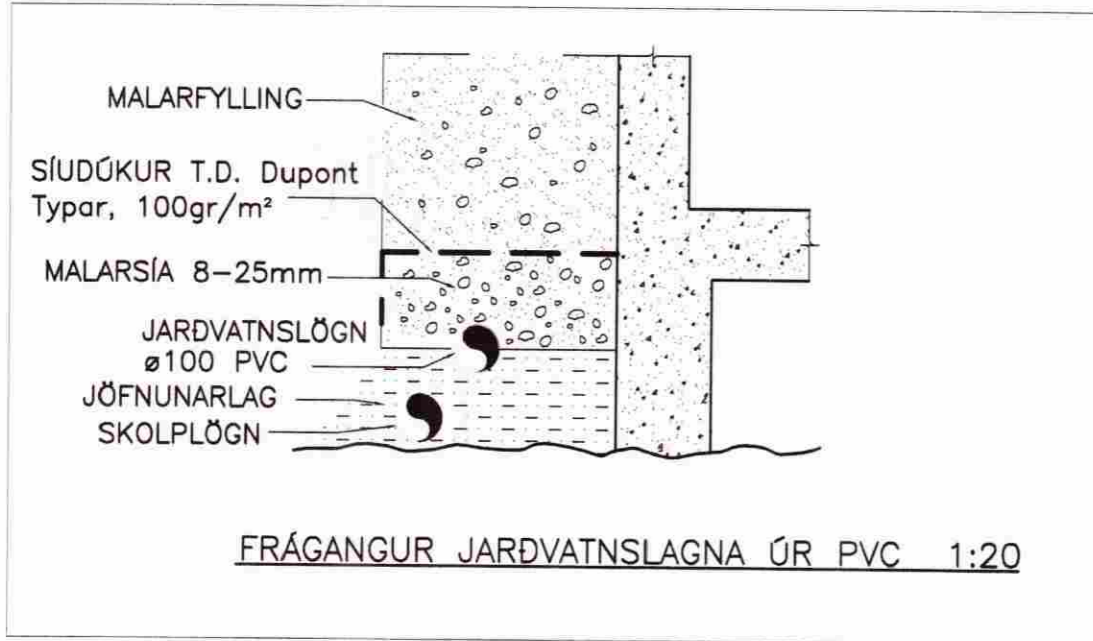 MALARFYLLING
SÍUDÚKUR T.D. Dupont
Typar, 100gr/m²
MALARSÍA 8-25mm
JARÐVATNSLÖGN
ø100 PVC
JÖFNUNARLAG
SKOLPLÖGN
FRÁGANGUR JARÐVATNSLAGNA ÚR PVC 1:20